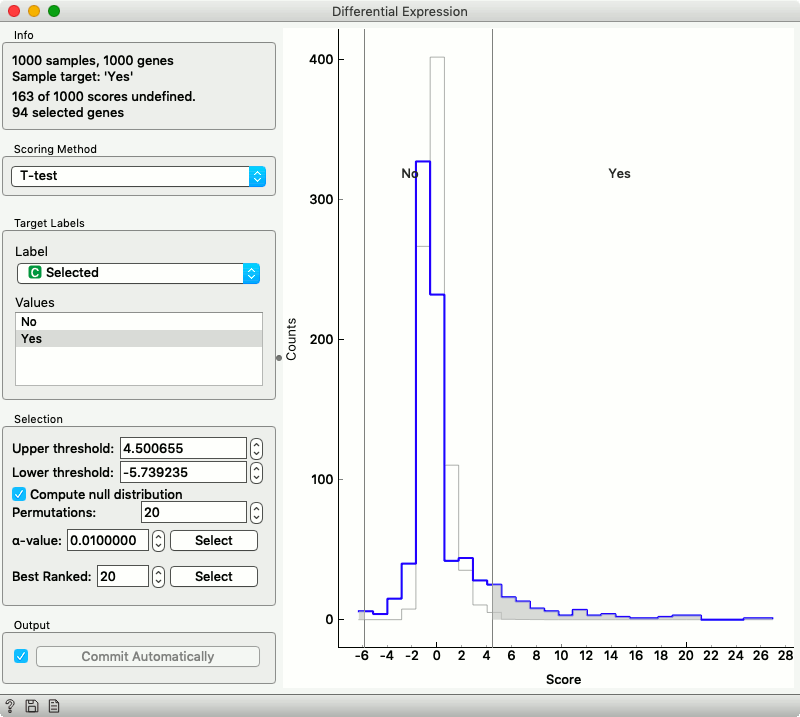 Differential Expression
Info
1000 samples, 1000 genes
Sample target: 'Yes'
163 of 1000 scores undefined.
94 selected genes
Scoring Method
T-test
Target Labels
Label
C Selected
Values
No
Yes
Selection
Upper threshold: 4.500655
Lower threshold: -5.739235
Compute null distribution
Permutations: 20
α-value: 0.0100000 Select
Best Ranked: 20 Select
Output
Commit Automatically
?
Counts
400
300
200
100
0
No
Yes
-6 -4 -2 0 2 4 6 8 10 12 14 16 18 20 22 24 26 28
Score